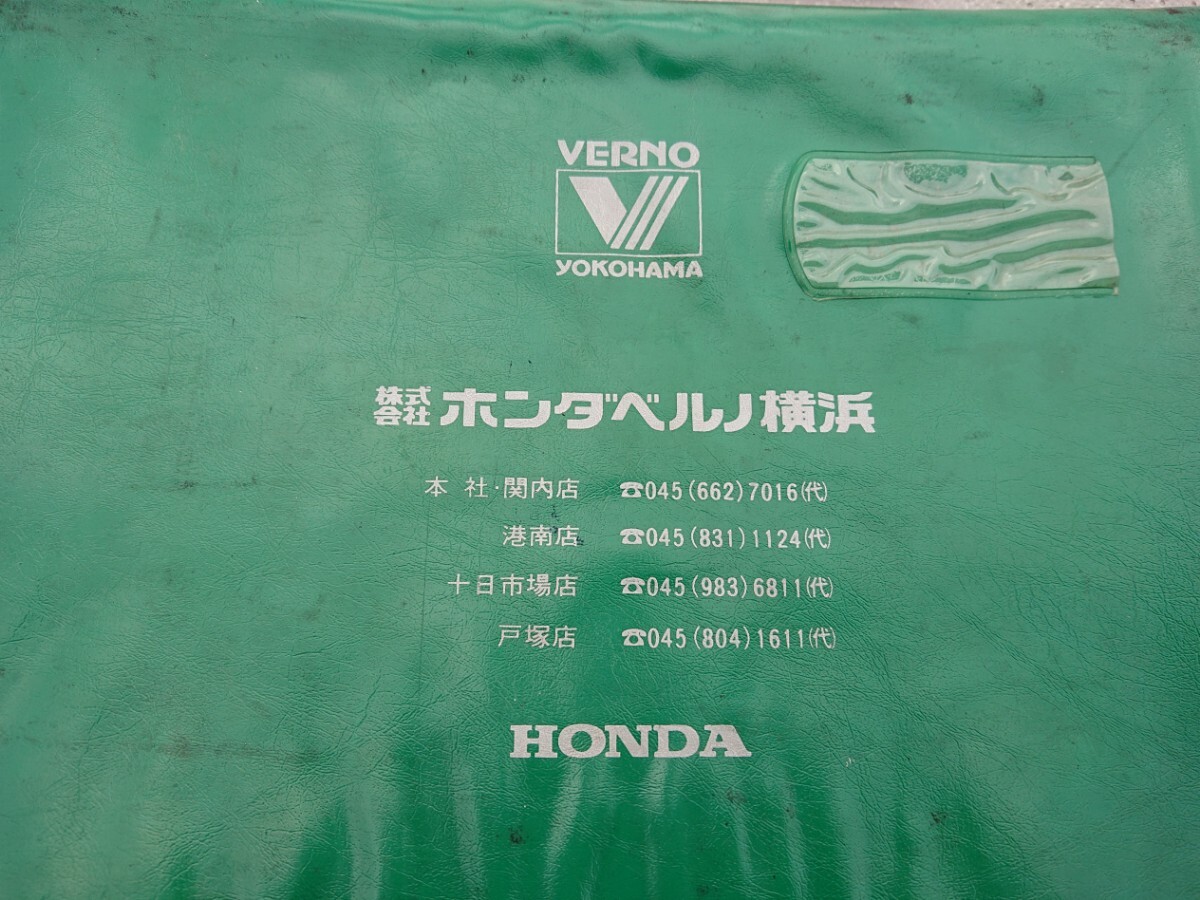 VERNO
YOKOHAMA
株式会社 ホンダベルノ横浜
本社・関内店 ☎045(662)7016(代)
港南店 ☎045(831)1124(代)
十日市場店 ☎045(983)6811(代)
戸塚店 ☎045(804)1611(代)
HONDA